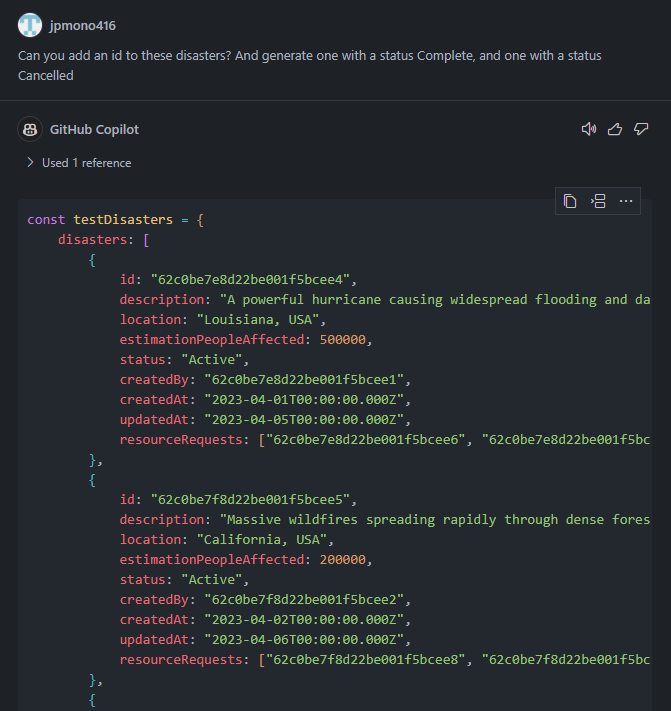 jpmono416
Can you add an id to these disasters? And generate one with a status Complete, and one with a status
Cancelled
GitHub Copilot
Used 1 reference
const testDisasters = {
disasters: [
{
id: "62c0be7e8d22be001f5bcee4",
description: "A powerful hurricane causing widespread flooding and da
location: "Louisiana, USA",
estimationPeopleAffected: 500000,
status: "Active",
createdBy: "62c0be7e8d22be001f5bcee1",
createdAt: "2023-04-01T00:00:00.000Z",
updatedAt: "2023-04-05T00:00:00.000Z",
resourceRequests: ["62c0be7e8d22be001f5bcee6", "62c0be7e8d22be001f5bc
},
{
id: "62c0be7f8d22be001f5bcee5",
description: "Massive wildfires spreading rapidly through dense fores
location: "California, USA",
estimationPeopleAffected: 200000,
status: "Active",
createdBy: "62c0be7f8d22be001f5bcee2",
createdAt: "2023-04-02T00:00:00.000Z",
updatedAt: "2023-04-06T00:00:00.000Z",
resourceRequests: ["62c0be7f8d22be001f5bcee8", "62c0be7f8d22be001f5bc
},
{